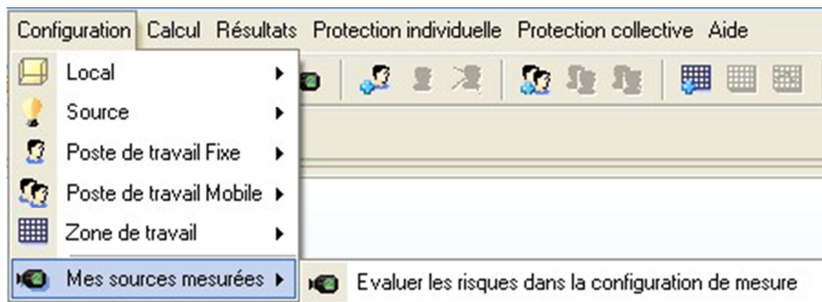 Configuration Calcul Résultats Protection individuelle Protection collective Aide
Local
Source
Poste de travail Fixe
Poste de travail Mobile
Zone de travail
Mes sources mesurées Evaluer les risques dans la configuration de mesure